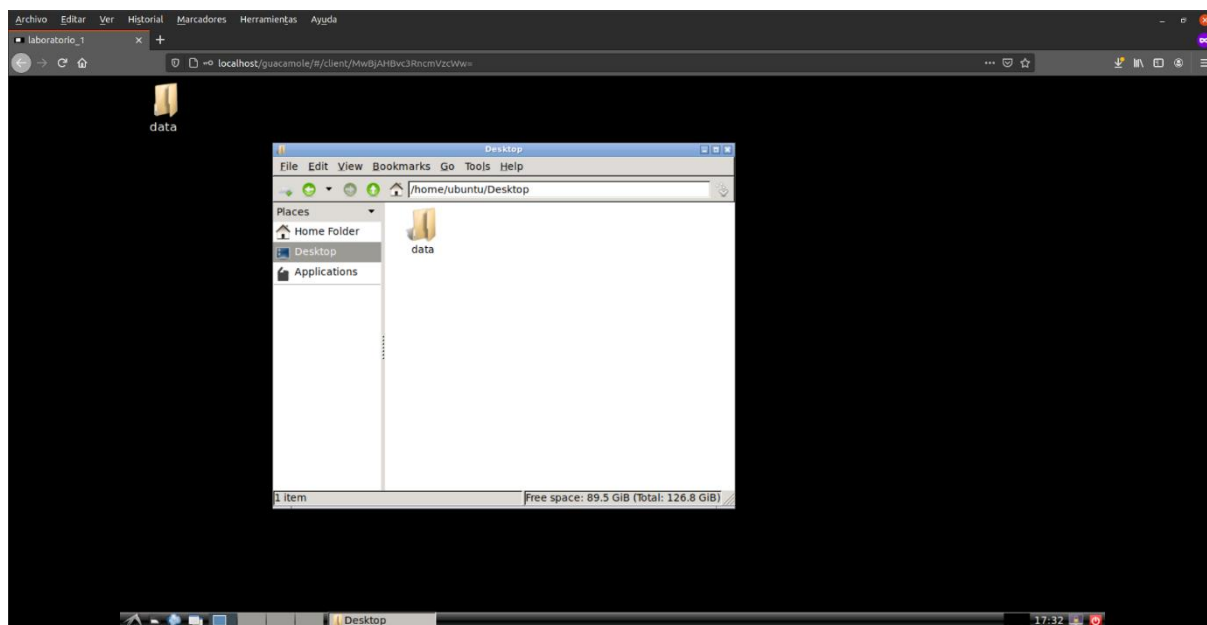 Archivo Editar Ver Historial Marcadores Herramientas Ayuda
laboratorio_1
localhost/guacamole/#/client/MwBjAHBvc3RncmVzcWw=
data
Desktop
File Edit View Bookmarks Go Tools Help
/home/ubuntu/Desktop
Places
Home Folder
Desktop
Applications
data
1 item
Free space: 89.5 GiB (Total: 126.8 GiB)
Desktop
17:32